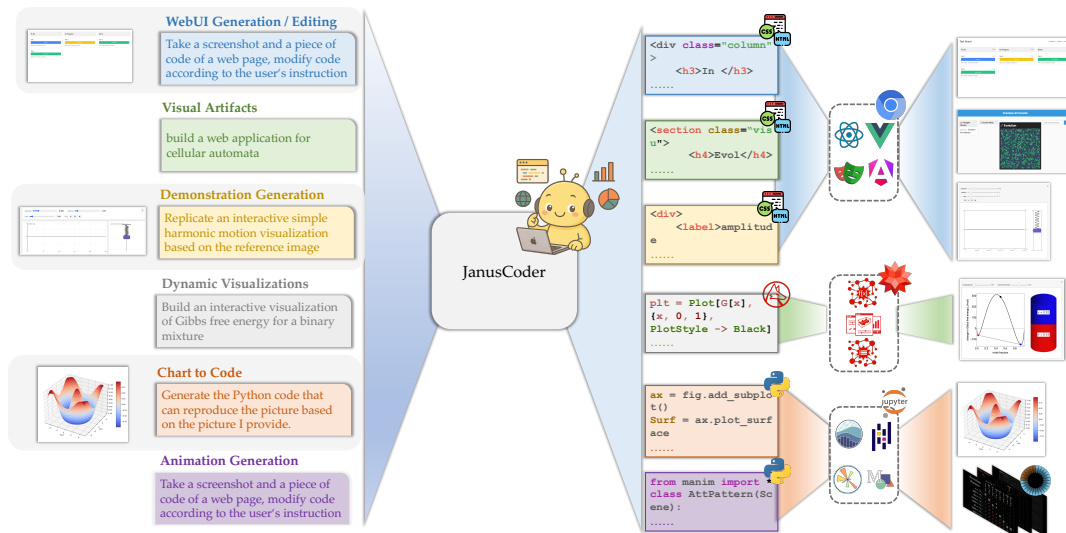 WebUI Generation / Editing
Take a screenshot and a piece
of code of a web page, modify code
according to the user's instruction
Visual Artifacts
build a web application for
cellular automata
Demonstration Generation
Replicate an interactive simple
harmonic motion visualization
based on the reference image
Dynamic Visualizations
Build an interactive visualization
of Gibbs free energy for a binary
mixture
Chart to Code
Generate the Python code that
can reproduce the picture based
on the picture I provide.
Animation Generation
Take a screenshot and a piece of
code of a web page, modify code
according to the user's instruction
JanusCoder
CSS
HTML
<div class="column"
>
<h3>In </h3>
......
CSS
HTML
<section class="vis
u">
<h4>Evol</h4>
......
CSS
HTML
<div>
<label>amplitud
e
......
plt = Plot[G[x],
{x, 0, 1},
PlotStyle -> Black]
......
ax = fig.add_subplo
t()
Surf = ax.plot_surf
ace
......
from manim import *
class AttPattern(Sc
ene):
......
jupyter